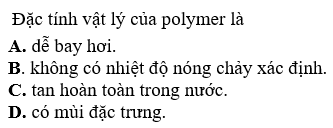 Đặc tính vật lý của polymer là
A. dễ bay hơi.
B. không có nhiệt độ nóng chảy xác định.
C. tan hoàn toàn trong nước.
D. có mùi đặc trưng.